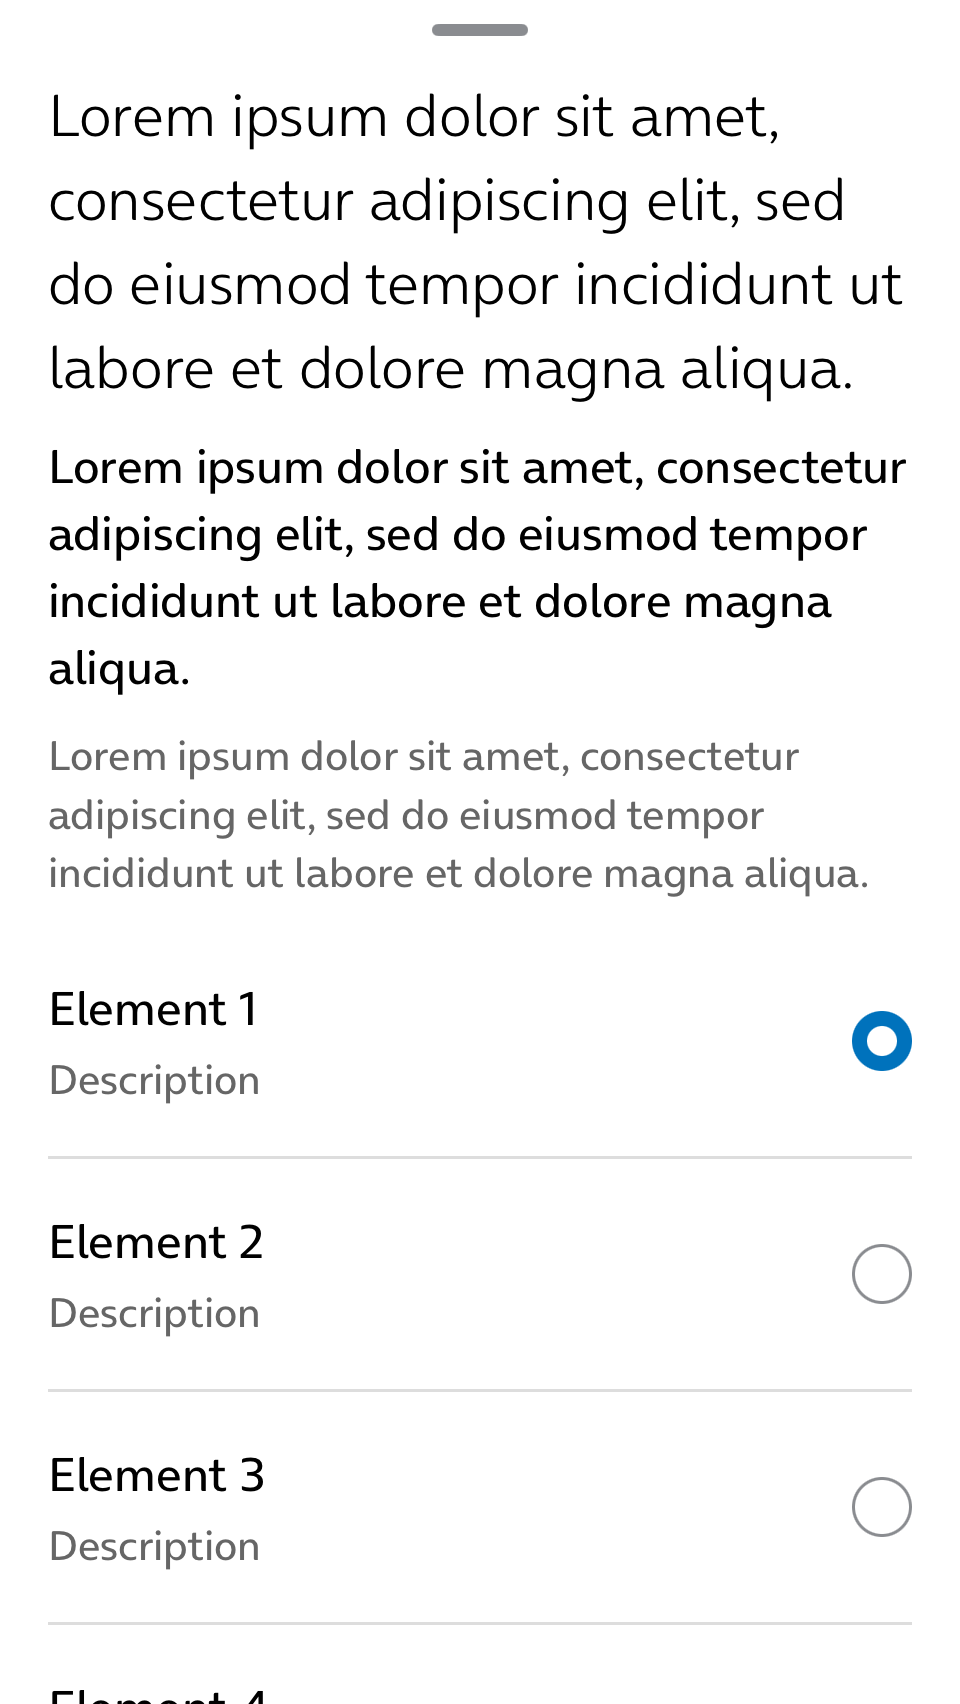 Lorem ipsum dolor sit amet,
consectetur adipiscing elit, sed
do eiusmod tempor incididunt ut
labore et dolore magna aliqua.
Lorem ipsum dolor sit amet, consectetur
adipiscing elit, sed do eiusmod tempor
incididunt ut labore et dolore magna
aliqua.
Lorem ipsum dolor sit amet, consectetur
adipiscing elit, sed do eiusmod tempor
incididunt ut labore et dolore magna aliqua.
Element 1
Description
Element 2
Description
Element 3
Description
Element 4